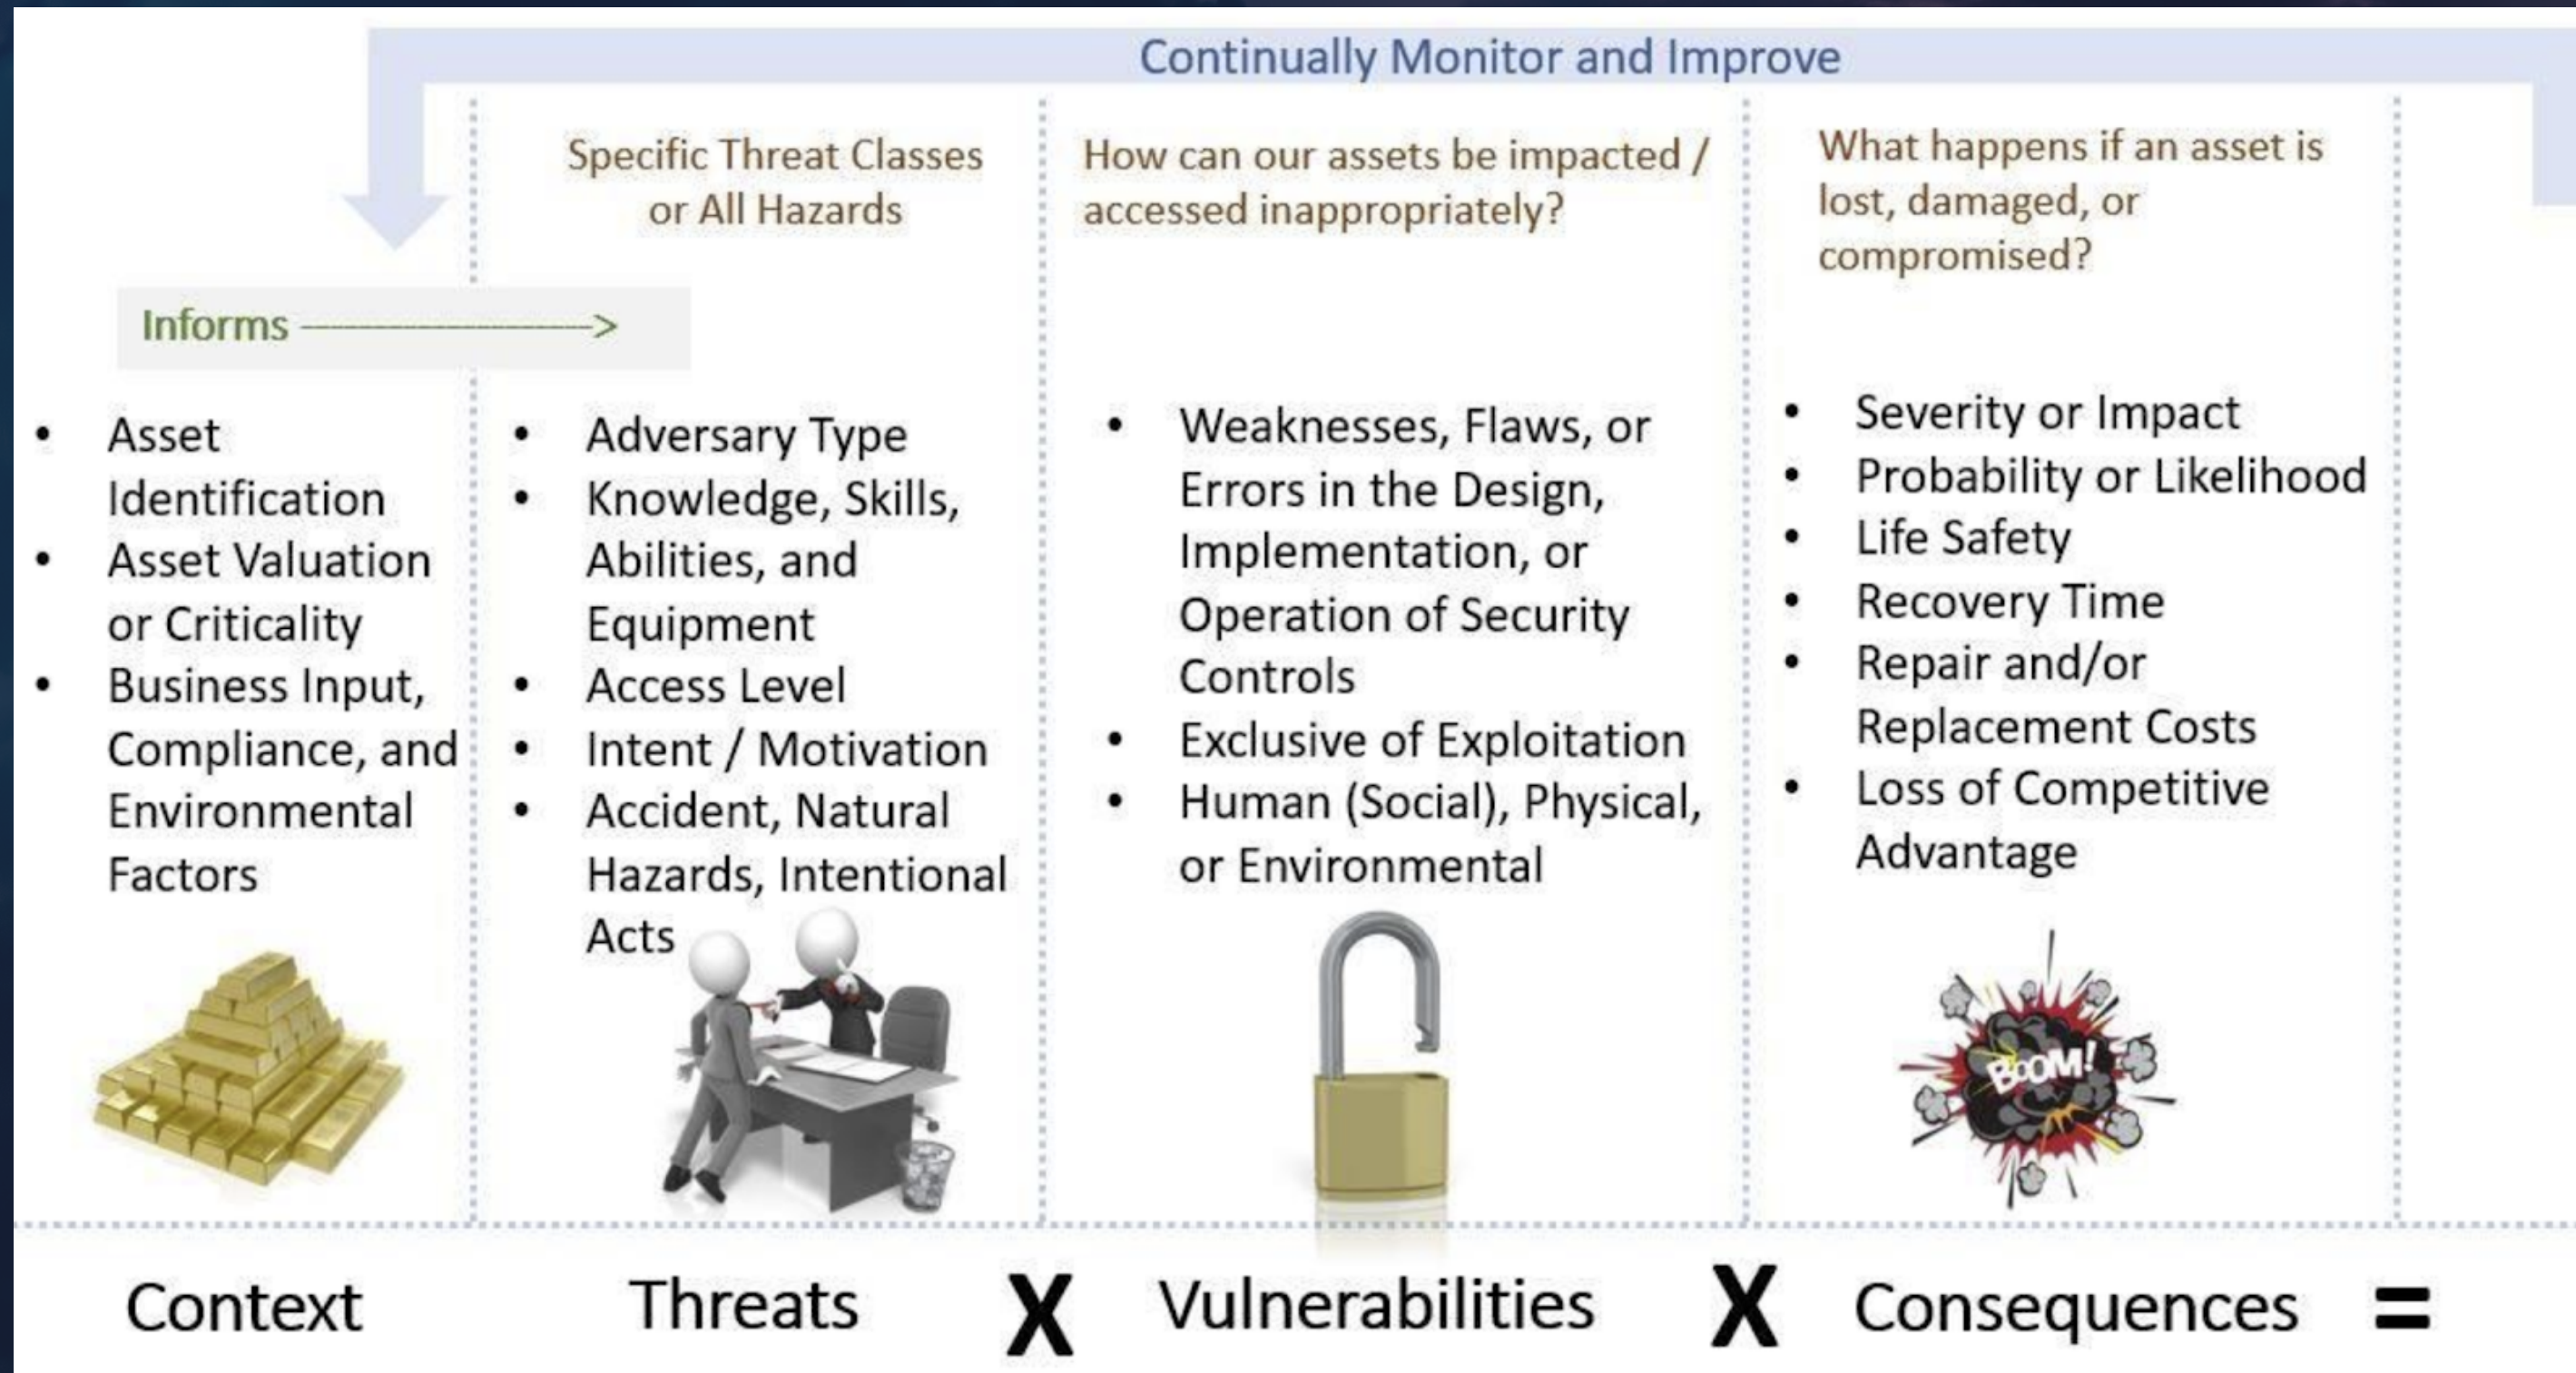 Continually Monitor and Improve
Specific Threat Classes
or All Hazards
How can our assets be impacted /
accessed inappropriately?
What happens if an asset is
lost, damaged, or
compromised?
Informs
• Asset
Identification
• Asset Valuation
or Criticality
• Business Input,
Compliance, and
Environmental
Factors
• Adversary Type
• Knowledge, Skills,
Abilities, and
Equipment
• Access Level
• Intent / Motivation
• Accident, Natural
Hazards, Intentional
Acts
• Weaknesses, Flaws, or
Errors in the Design,
Implementation, or
Operation of Security
Controls
• Exclusive of Exploitation
• Human (Social), Physical,
or Environmental
• Severity or Impact
• Probability or Likelihood
• Life Safety
• Recovery Time
• Repair and/or
Replacement Costs
• Loss of Competitive
Advantage
BOOM!
Context Threats X Vulnerabilities X Consequences =